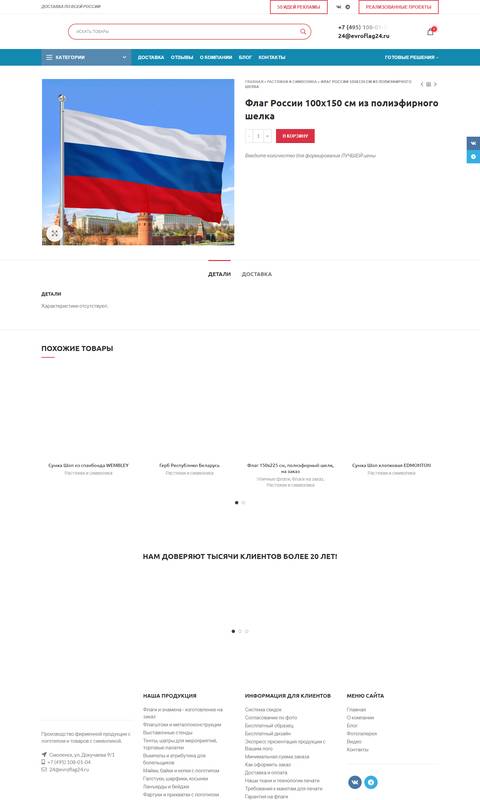 ДОСТАВКА ПО ВСЕЙ РОССИИ
50 ИДЕЙ РЕКЛАМЫ
РЕАЛИЗОВАННЫЕ ПРОЕКТЫ
ИСКАТЬ ТОВАРЫ
+7 (495) 108-01-
24@evroflag24.ru
КАТЕГОРИИ
ДОСТАВКА
ОТЗЫВЫ
О КОМПАНИИ
БЛОГ
КОНТАКТЫ
ГОТОВЫЕ РЕШЕНИЯ
ГЛАВНАЯ » РАСТЯЖКИ И СИМВОЛИКА » ФЛАГ РОССИИ 100Х150 СМ ИЗ ПОЛИЭФИРНОГО
ШЕЛКА
Флаг России 100х150 см из полиэфирного
шелка
- 1 +
В КОРЗИНУ
Введите количество для формирования ЛУЧШЕЙ цены
ДЕТАЛИ
ДОСТАВКА
ДЕТАЛИ
Характеристики отсутствуют.
ПОХОЖИЕ ТОВАРЫ
Сумка Шоп из спанбонда WEMBLEY
Растяжки и символика
Герб Республики Беларусь
Растяжки и символика
Флаг 150х225 см, полиэфирный шелк,
на заказ
Уличные флаги, Флаги на заказ,
Растяжки и символика
Сумка Шоп хлопковая EDMONTON
Растяжки и символика
НАМ ДОВЕРЯЮТ ТЫСЯЧИ КЛИЕНТОВ БОЛЕЕ 20 ЛЕТ!
Производство фирменной продукции с
логотипом и товаров с символикой.
Смоленск, ул. Докучаева 9/1
+7 (495) 108-01-04
24@evroflag24.ru
НАША ПРОДУКЦИЯ
Флаги и знамена - изготовление на
заказ
Флагштоки и металлоконструкции
Выставочные стенды
Тенты, шатры для мероприятий,
торговые палатки
Вымпелы и атрибутика для
болельщиков
Майки, байки и кепки с логотипом
Галстуки, шарфики, косынки
Ланъярды и бейджи
Фартуки и прихватки с логотипом
ИНФОРМАЦИЯ ДЛЯ КЛИЕНТОВ
Система скидок
Согласование по фото
Бесплатный образец
Бесплатный дизайн
Экспресс презентация продукции с
Вашим лого
Минимальная сумма заказа
Как оформить заказ
Доставка и оплата
Наши ткани и технологии печати
Требования к макетам для печати
Гарантия на флаги
МЕНЮ САЙТА
Главная
О компании
Блог
Фотогалерея
Видео
Контакты